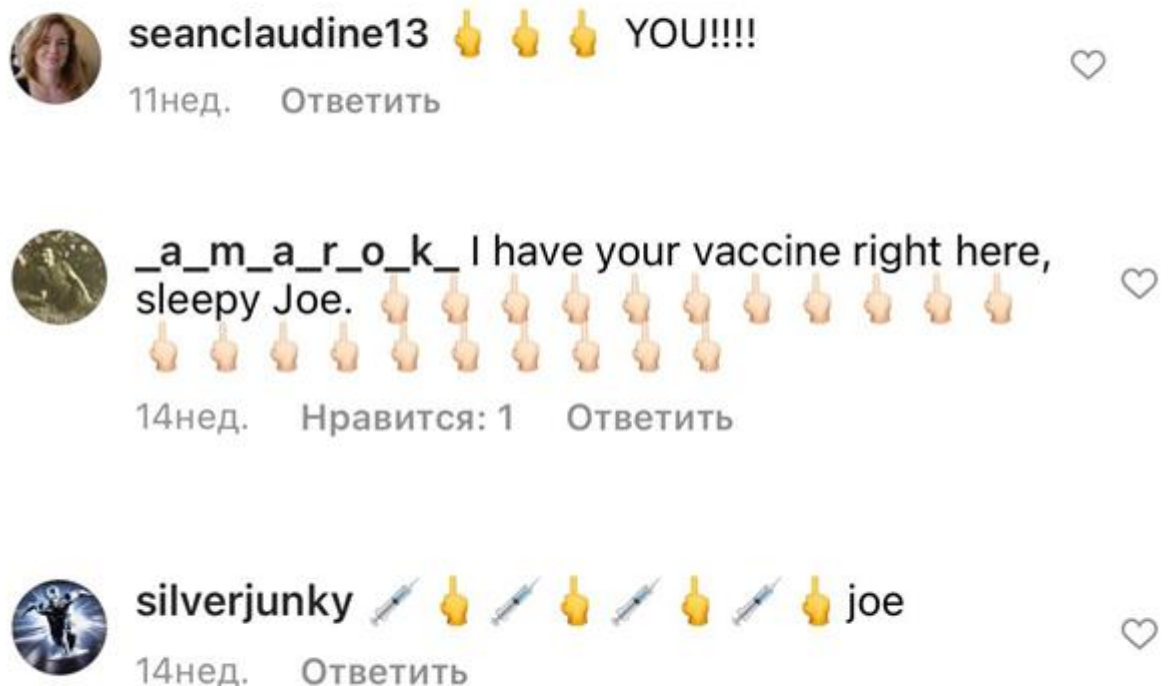 seanclaudine13 🖕 🖕 🖕 YOU!!!!
11нед. Ответить
_a_m_a_r_o_k_ I have your vaccine right here,
sleepy Joe. 🖕🏻 🖕🏻 🖕🏻 🖕🏻 🖕🏻 🖕🏻 🖕🏻 🖕🏻 🖕🏻 🖕🏻 🖕🏻
🖕🏻 🖕🏻 🖕🏻 🖕🏻 🖕🏻 🖕🏻 🖕🏻 🖕🏻 🖕🏻 🖕🏻
14нед. Нравится: 1 Ответить
silverjunky 💉 🖕 💉 🖕 💉 🖕 💉 🖕 joe
14нед. Ответить